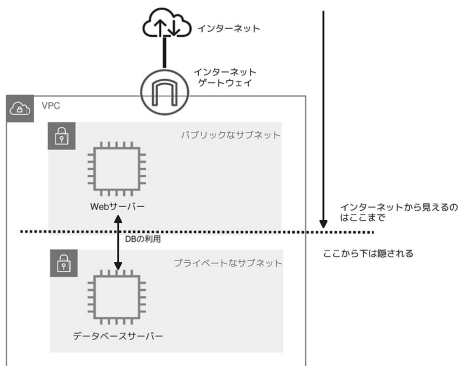 インターネット
インターネット
ゲートウェイ
VPC
パブリックなサブネット
Webサーバー
インターネットから見えるの
はここまで
DBの利用
ここから下は隠される
プライベートなサブネット
データベースサーバー